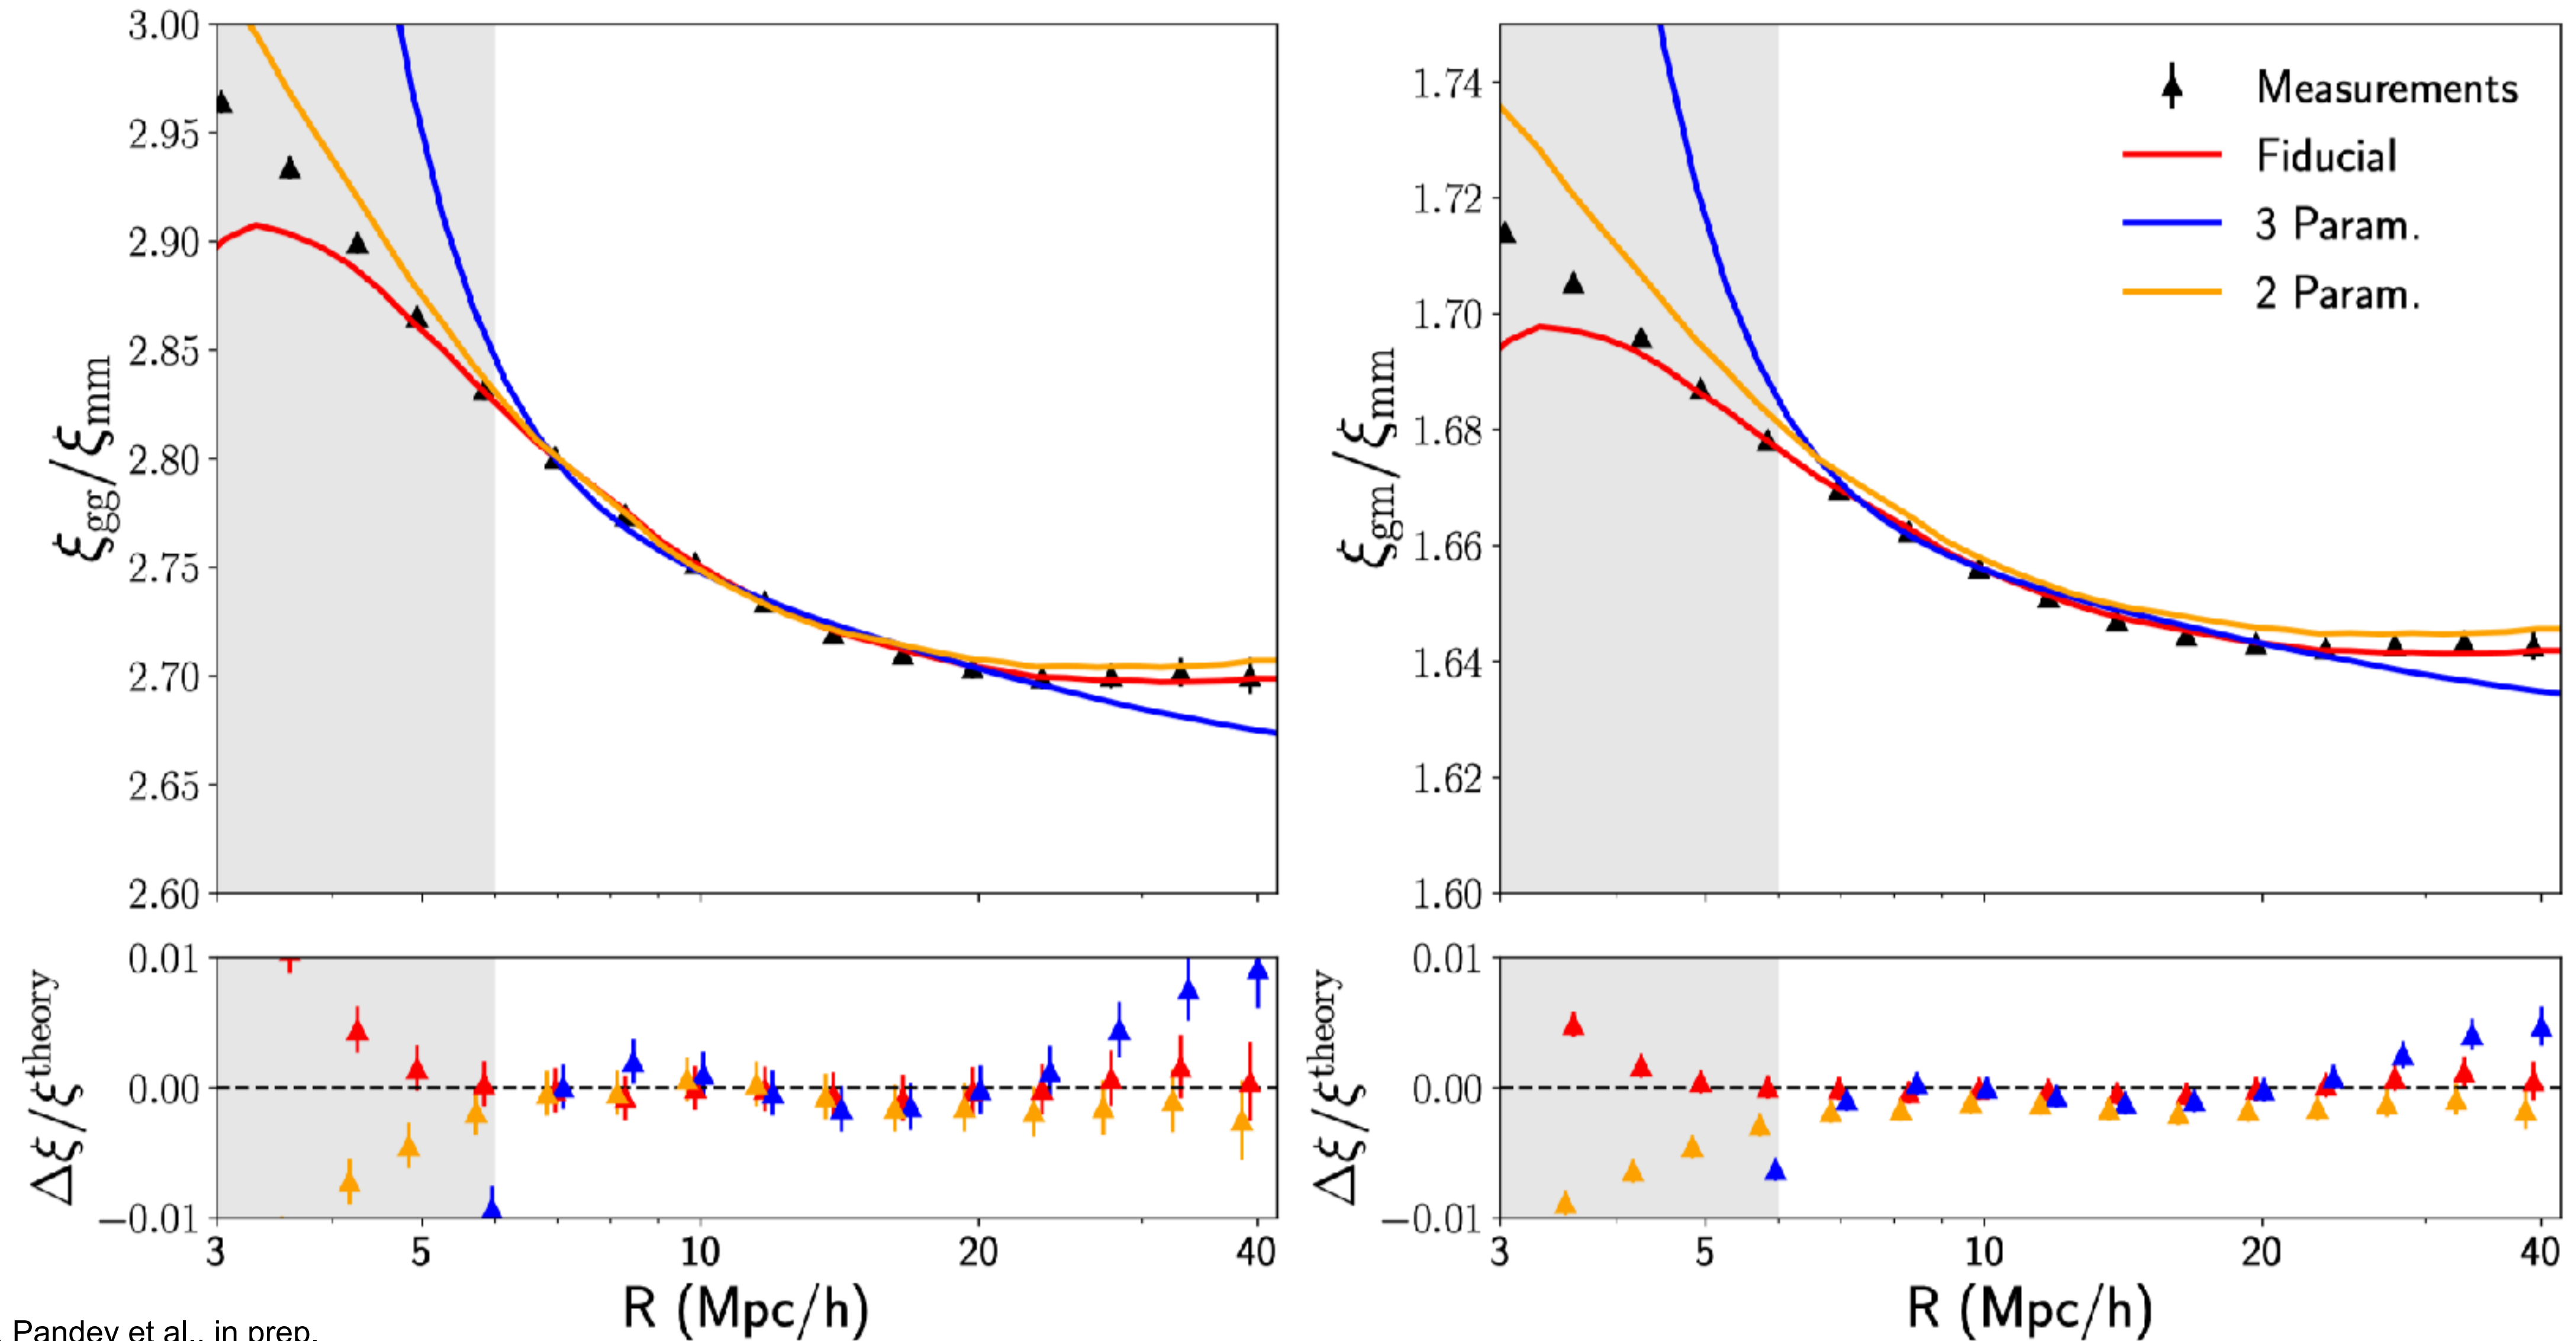 3.00
2.95
2.90
2.85
2.80
2.75
2.70
2.65
2.60
ξgg/ξmm
1.74
1.72
1.70
1.68
1.66
1.64
1.62
1.60
ξgm/ξmm
Measurements
Fiducial
3 Param.
2 Param.
0.01
0.00
−0.01
Δξ/ξtheory
3 5 10 20 40
R (Mpc/h)
0.01
0.00
−0.01
Δξ/ξtheory
3 5 10 20 40
R (Mpc/h)
Pandey et al., in prep.